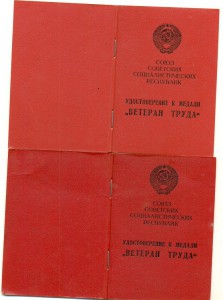 СОЮЗ
СОВЕТСКИХ
СОЦИАЛИСТИЧЕСКИХ
РЕСПУБЛИК
УДОСТОВЕРЕНИЕ К МЕДАЛИ
„ВЕТЕРАН ТРУДА“
СОЮЗ
СОВЕТСКИХ
СОЦИАЛИСТИЧЕСКИХ
РЕСПУБЛИК
УДОСТОВЕРЕНИЕ К МЕДАЛИ
„ВЕТЕРАН ТРУДА“